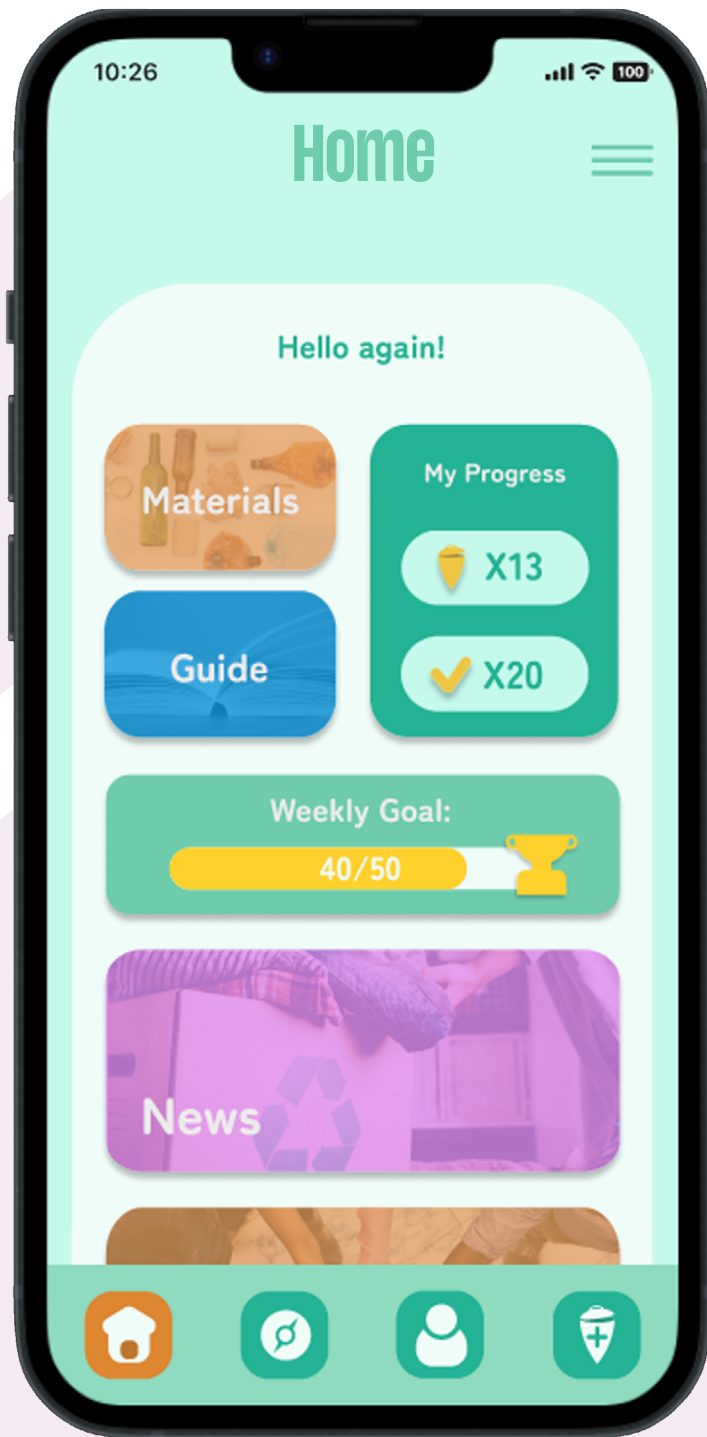 10:26
100
Home
Hello again!
Materials
My Progress
X13
Guide
X20
Weekly Goal:
40/50
News